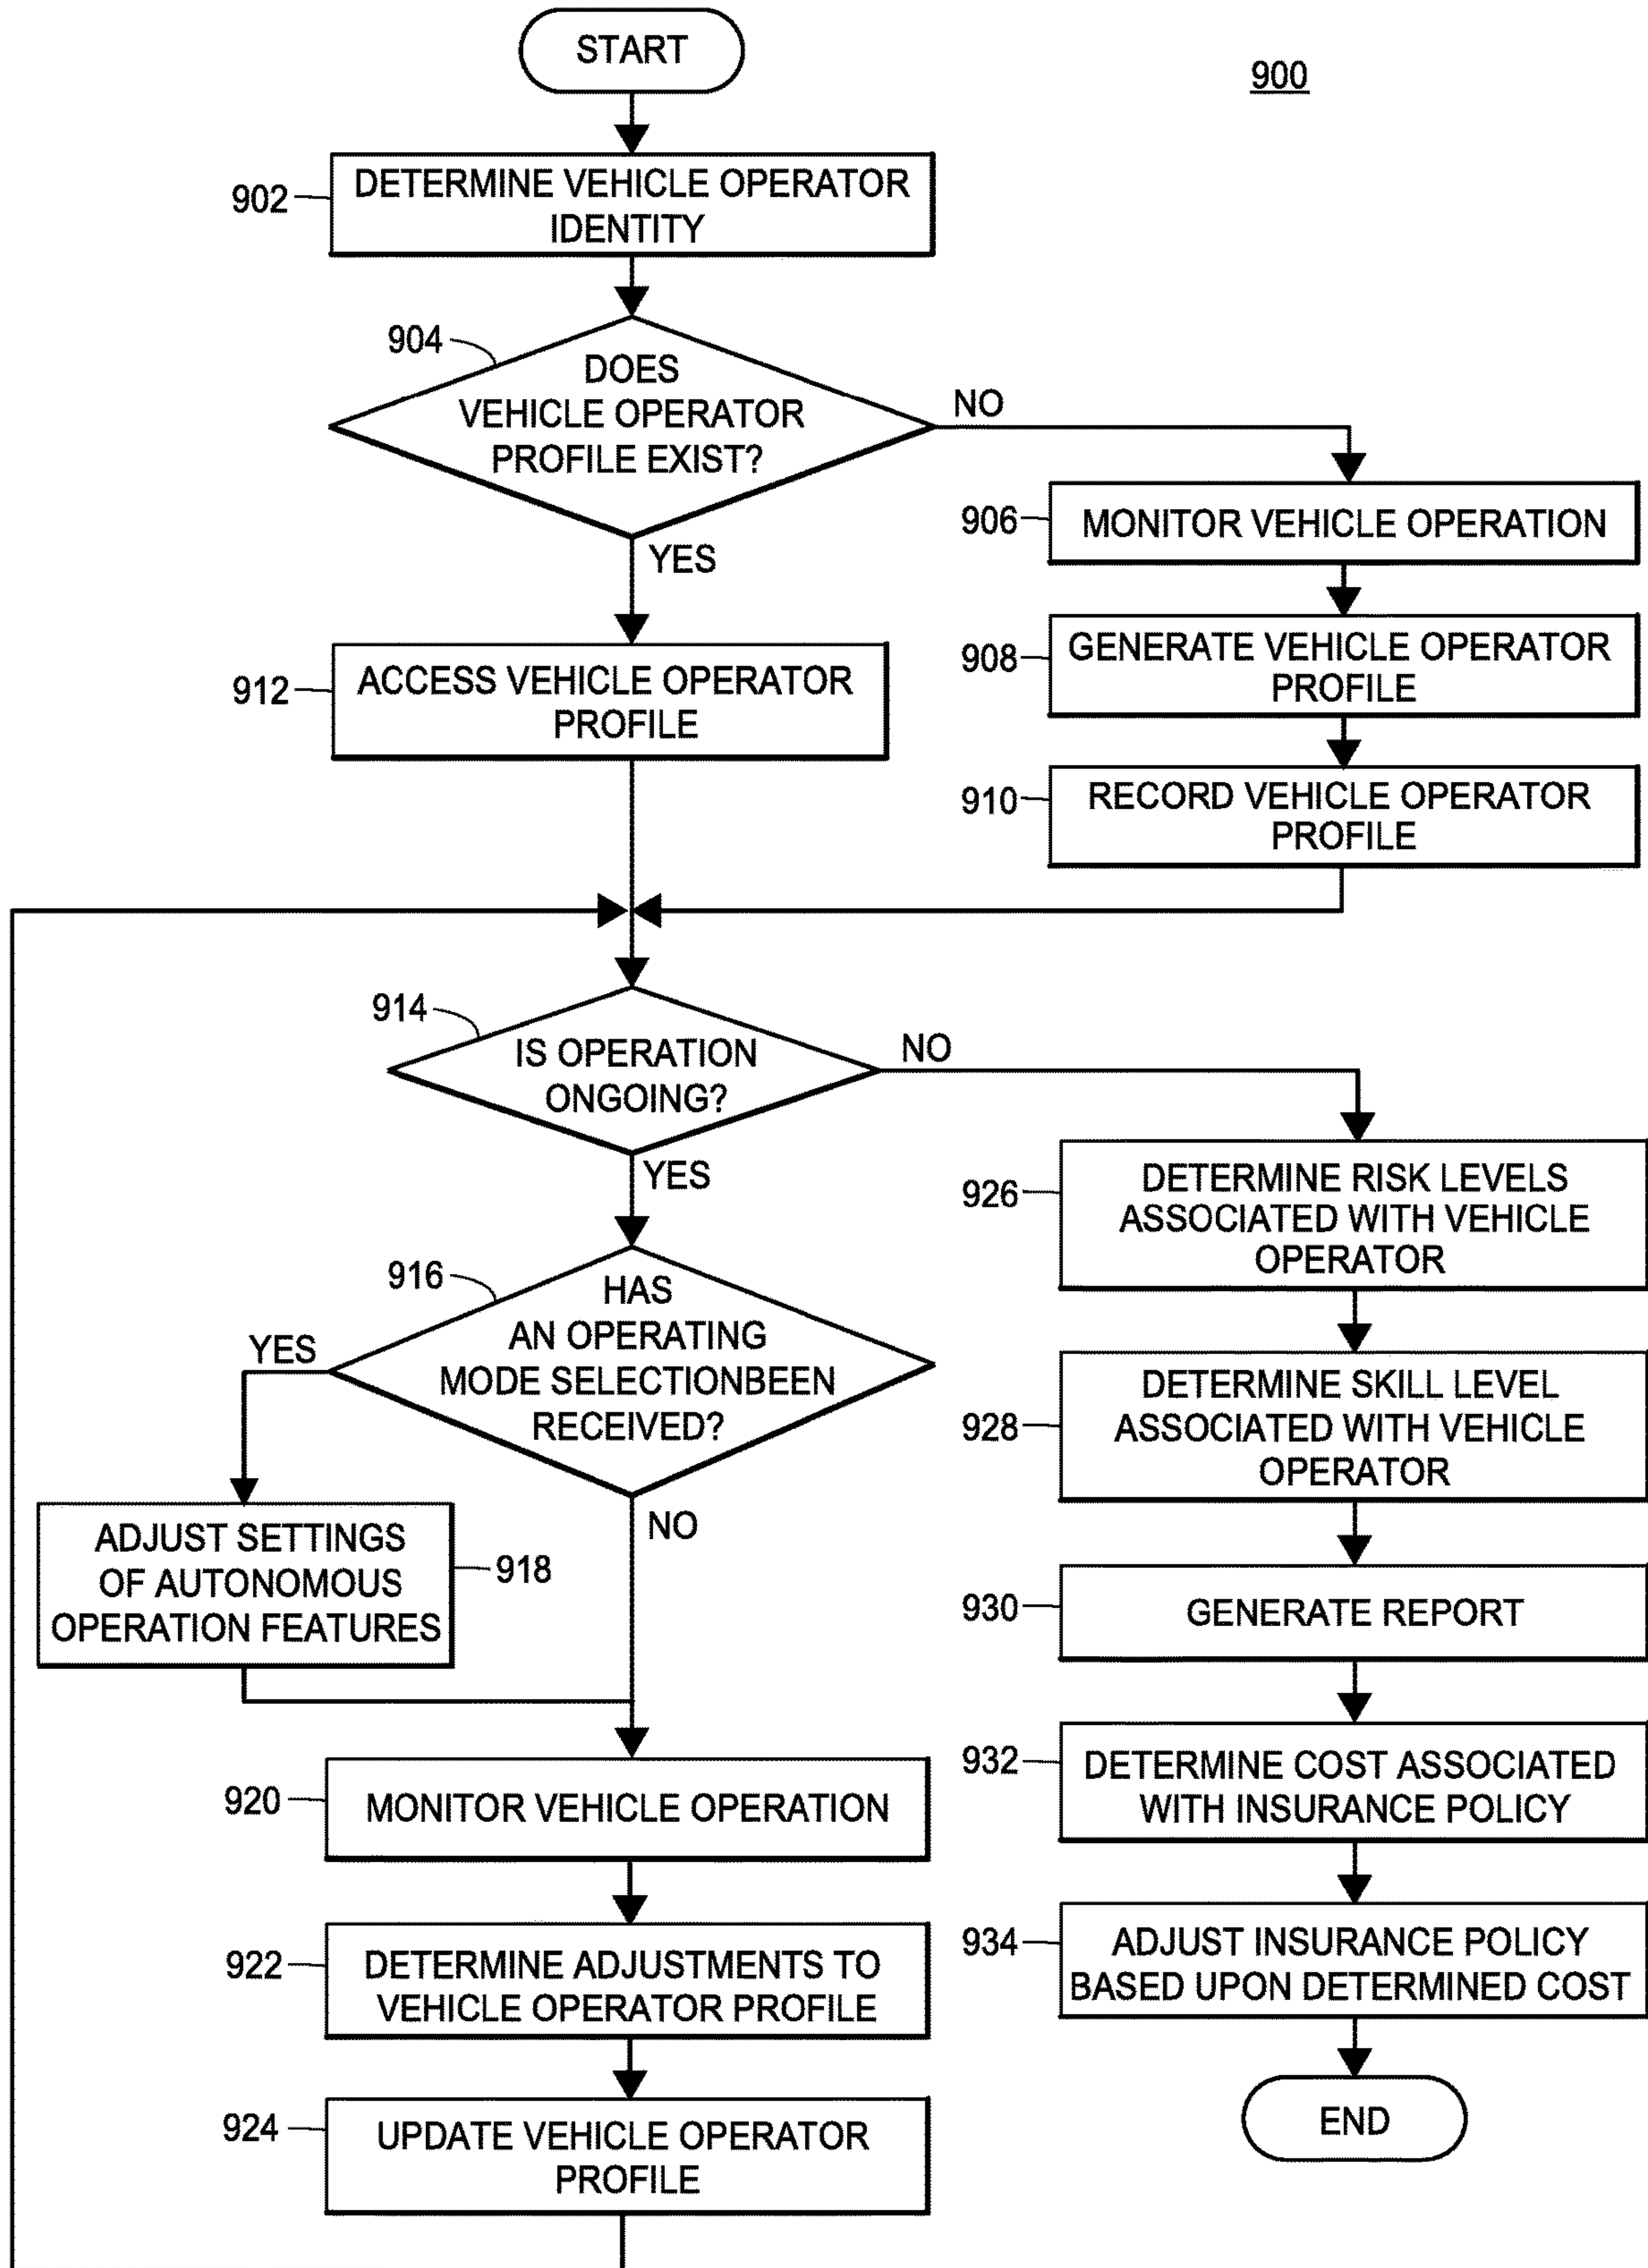 START
900
902
DETERMINE VEHICLE OPERATOR
IDENTITY
904
DOES
VEHICLE OPERATOR
PROFILE EXIST?
NO
YES
906
MONITOR VEHICLE OPERATION
908
GENERATE VEHICLE OPERATOR
PROFILE
910
RECORD VEHICLE OPERATOR
PROFILE
912
ACCESS VEHICLE OPERATOR
PROFILE
914
IS OPERATION
ONGOING?
NO
YES
916
HAS
AN OPERATING
MODE SELECTIONBEEN
RECEIVED?
YES
NO
ADJUST SETTINGS
OF AUTONOMOUS
OPERATION FEATURES
918
920
MONITOR VEHICLE OPERATION
922
DETERMINE ADJUSTMENTS TO
VEHICLE OPERATOR PROFILE
924
UPDATE VEHICLE OPERATOR
PROFILE
926
DETERMINE RISK LEVELS
ASSOCIATED WITH VEHICLE
OPERATOR
928
DETERMINE SKILL LEVEL
ASSOCIATED WITH VEHICLE
OPERATOR
930
GENERATE REPORT
932
DETERMINE COST ASSOCIATED
WITH INSURANCE POLICY
934
ADJUST INSURANCE POLICY
BASED UPON DETERMINED COST
END